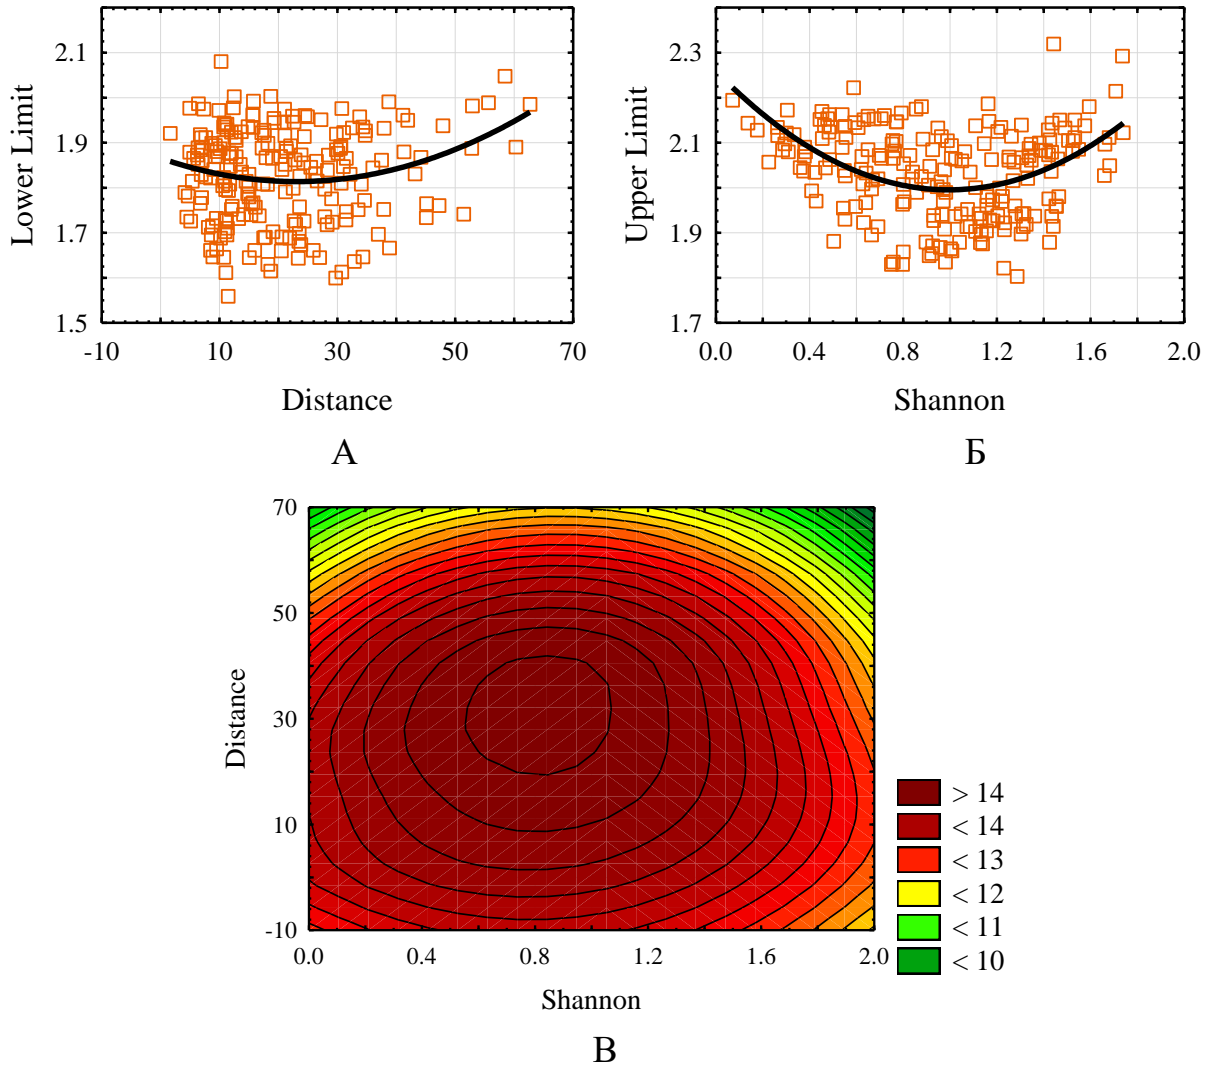 2.1
1.9
1.7
1.5
-10 10 30 50 70
Lower Limit
Distance
А
2.3
2.1
1.9
1.7
0.0 0.4 0.8 1.2 1.6 2.0
Upper Limit
Shannon
Б
70
50
30
10
-10
0.0 0.4 0.8 1.2 1.6 2.0
Distance
Shannon
> 14
< 14
< 13
< 12
< 11
< 10
В